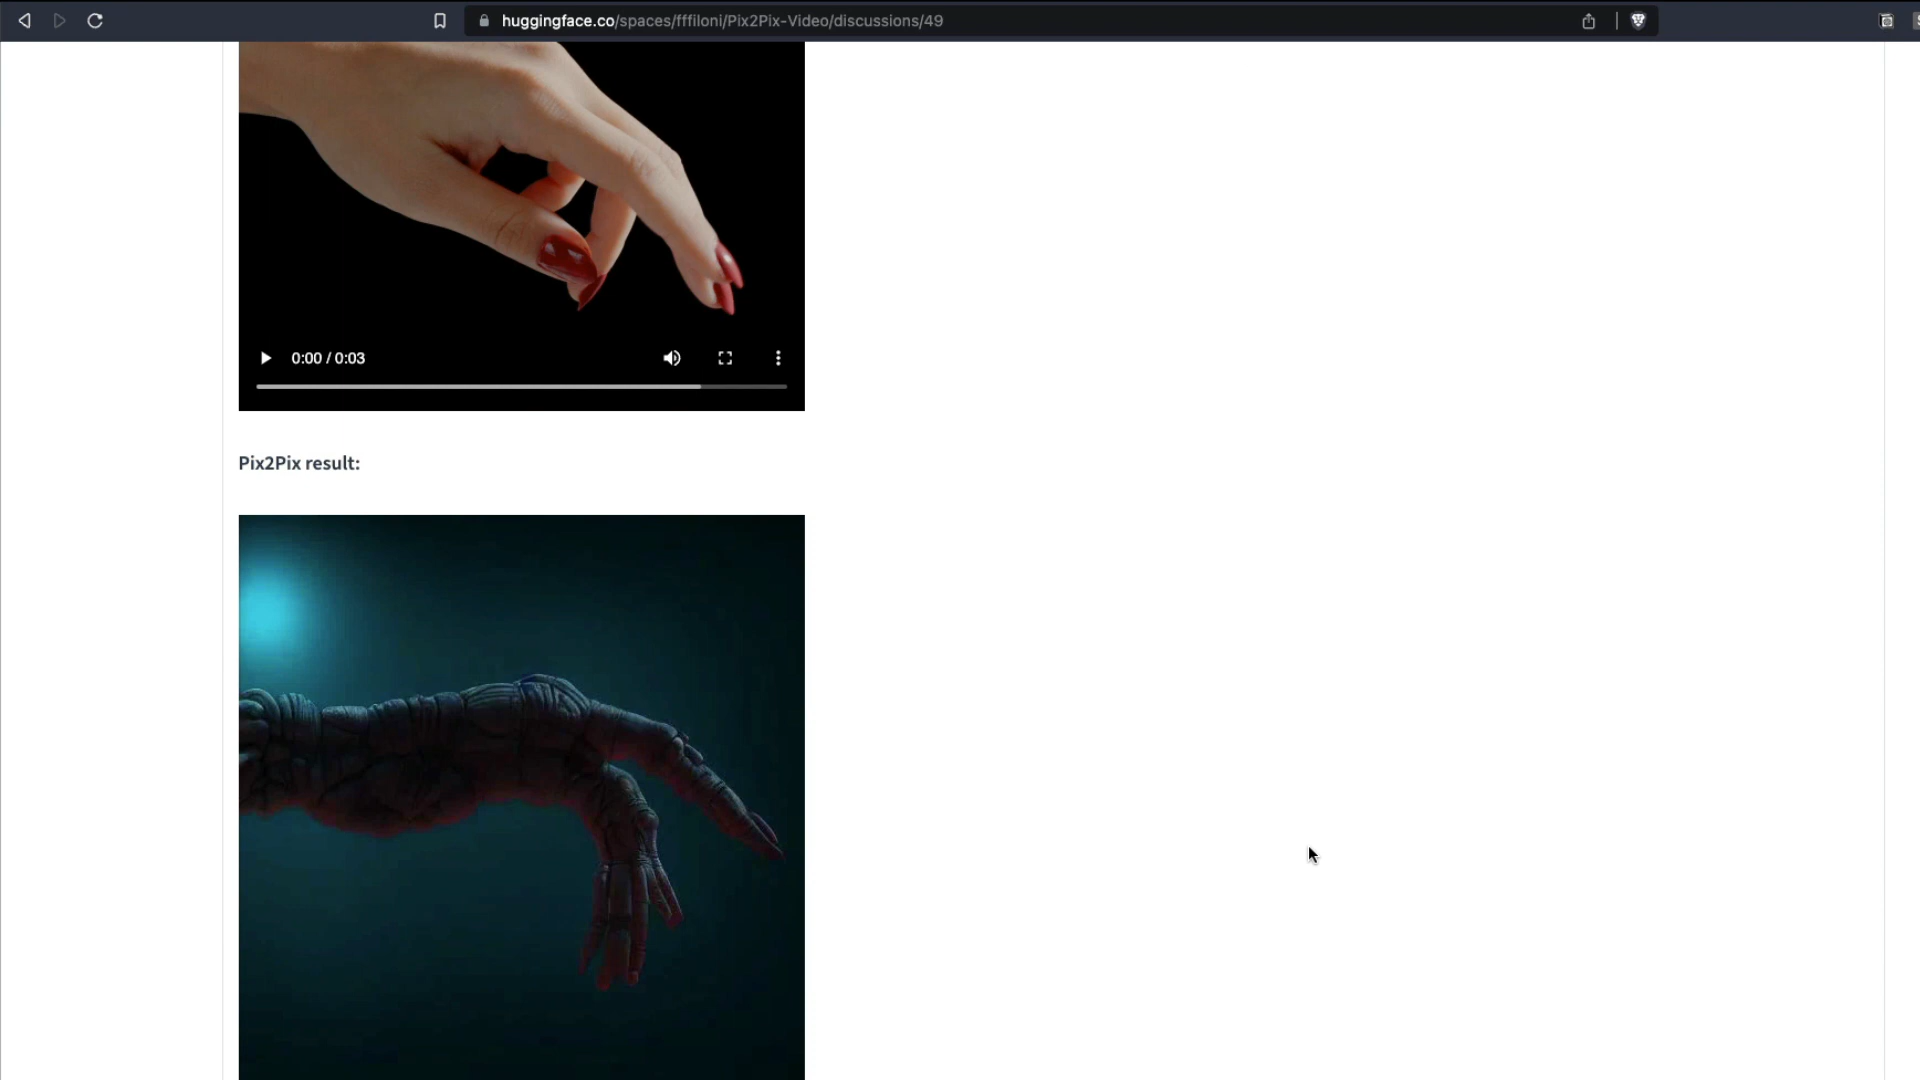 huggingface.co/spaces/fffiloni/Pix2Pix-Video/discussions/49
0:00 / 0:03
Pix2Pix result: